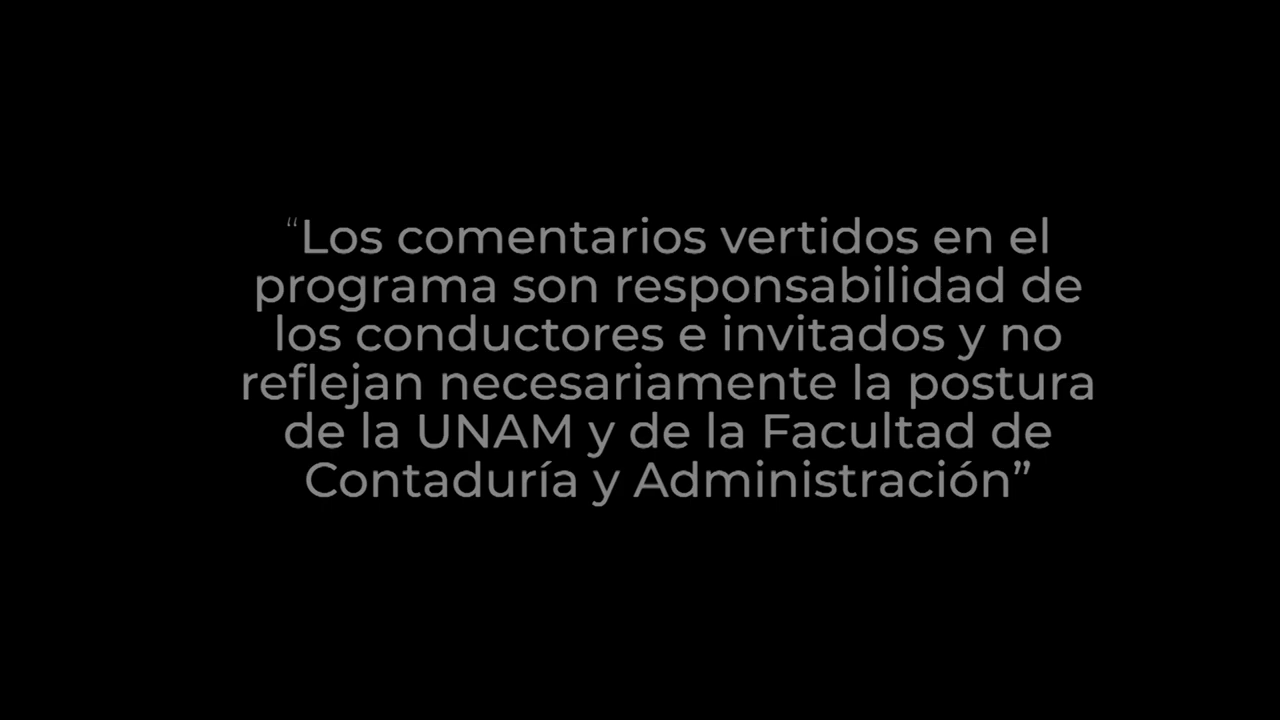 “Los comentarios vertidos en el
programa son responsabilidad de
los conductores e invitados y no
reflejan necesariamente la postura
de la UNAM y de la Facultad de
Contaduría y Administración”